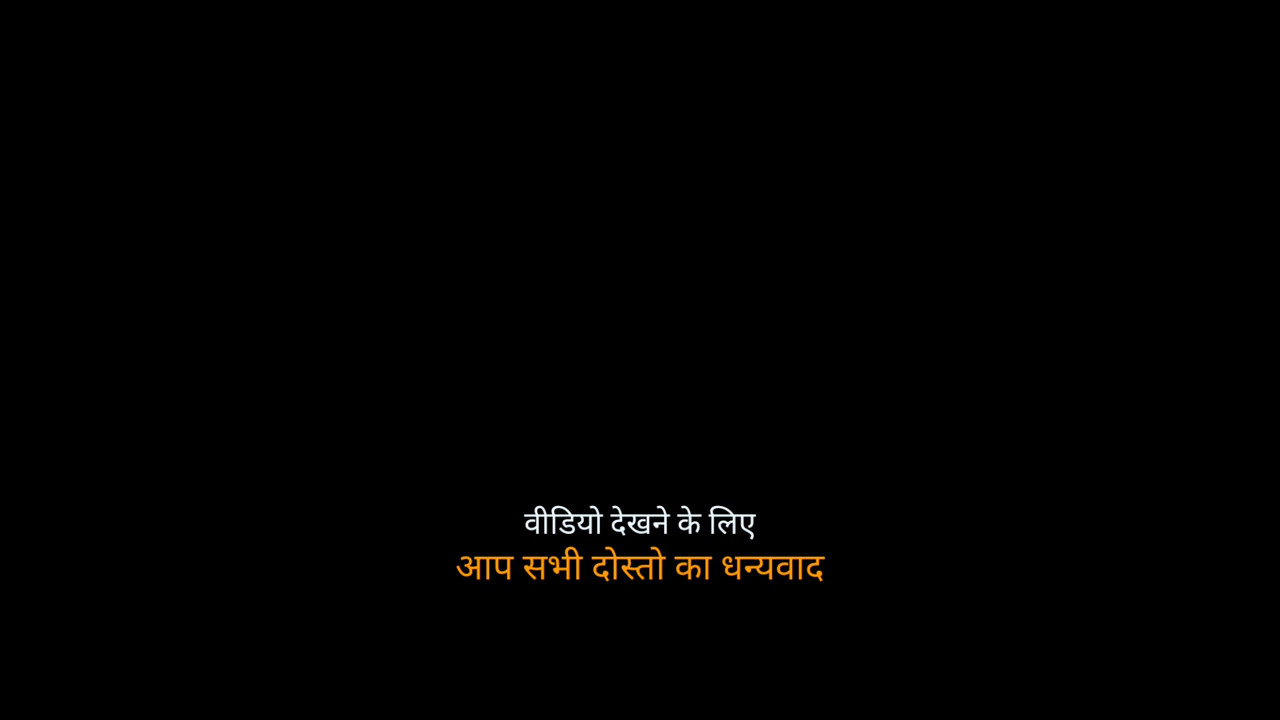 वीडियो देखने के लिए
आप सभी दोस्तो का धन्यवाद